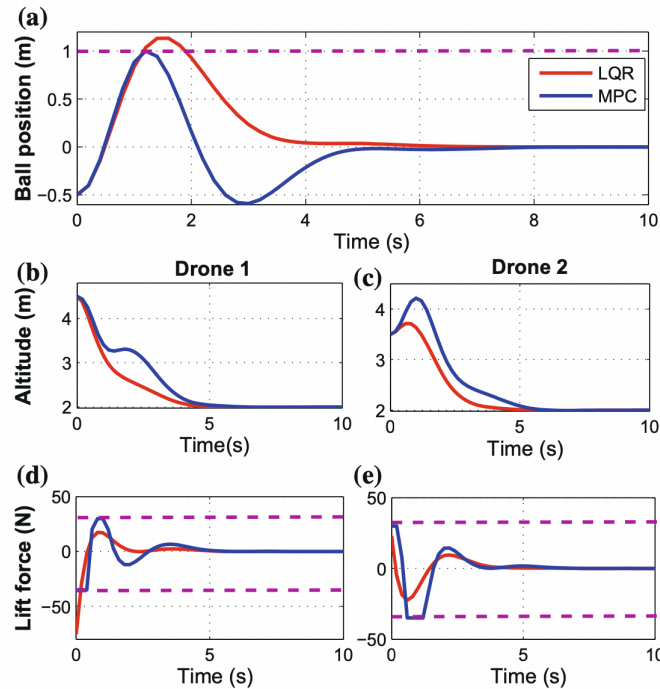 (a)
Ball position (m)
1
0.5
0
−0.5
LQR
MPC
0 2 4 6 8 10
Time (s)
(b) Drone 1
(c) Drone 2
Altitude (m)
4
3
2
0 5 10
Time(s)
4
3
2
0 5 10
Time (s)
(d)
(e)
Lift force (N)
50
0
−50
0 5 10
Time (s)
50
0
−50
0 5 10
Time (s)